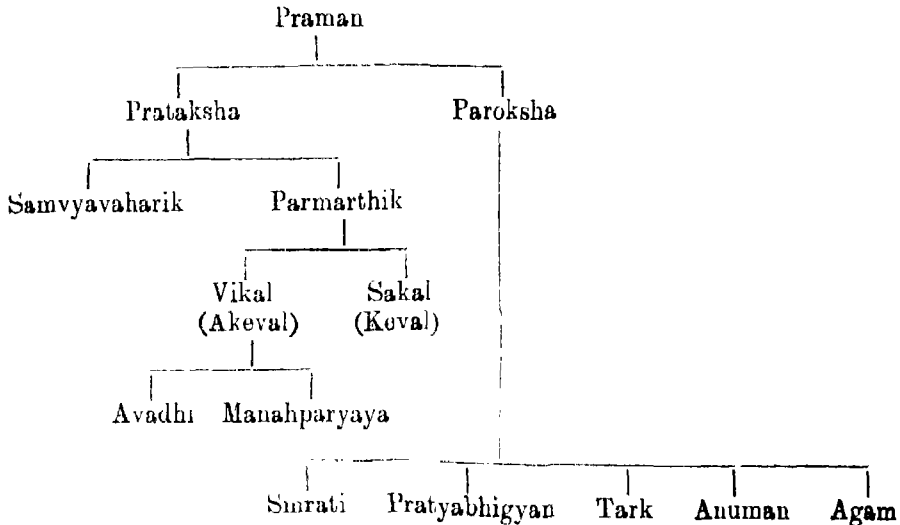 Praman
Prataksha Paroksha
Samvyavaharik Parmarthik
Vikal Sakal
(Akeval) (Keval)
Avadhi Manahparyaya
Smrati Pratyabhigyan Tark Anuman Agam